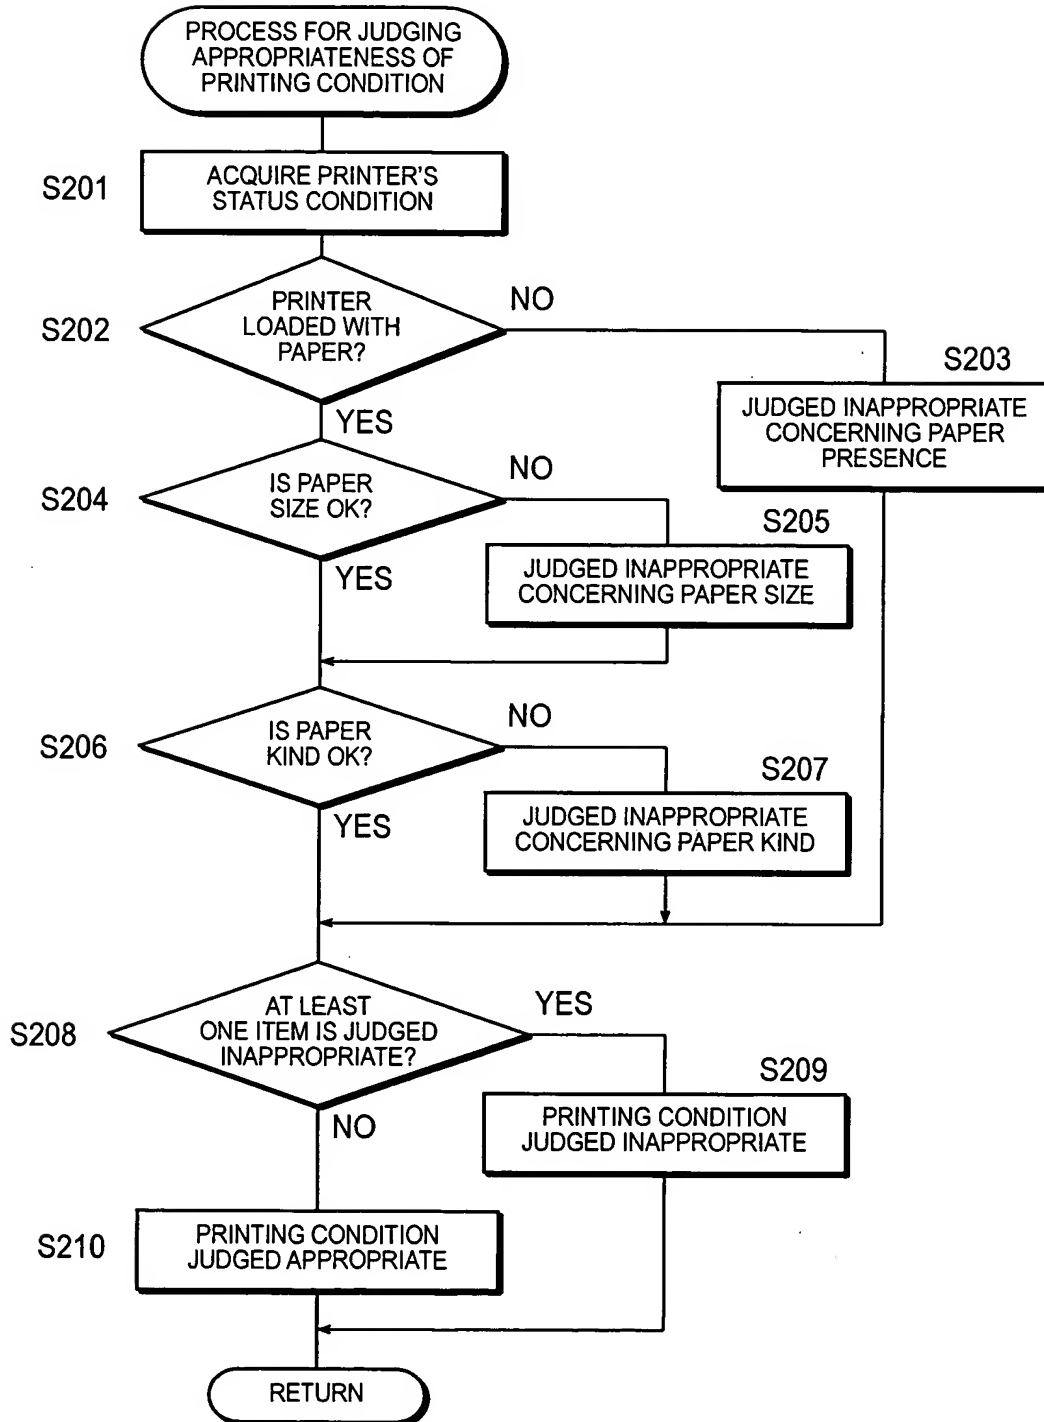 PROCESS FOR JUDGING
APPROPRIATENESS OF
PRINTING CONDITION
S201
ACQUIRE PRINTER'S
STATUS CONDITION
S202
PRINTER
LOADED WITH
PAPER?
NO
YES
S203
JUDGED INAPPROPRIATE
CONCERNING PAPER
PRESENCE
S204
IS PAPER
SIZE OK?
NO
YES
S205
JUDGED INAPPROPRIATE
CONCERNING PAPER SIZE
S206
IS PAPER
KIND OK?
NO
YES
S207
JUDGED INAPPROPRIATE
CONCERNING PAPER KIND
S208
AT LEAST
ONE ITEM IS JUDGED
INAPPROPRIATE?
YES
NO
S209
PRINTING CONDITION
JUDGED INAPPROPRIATE
S210
PRINTING CONDITION
JUDGED APPROPRIATE
RETURN